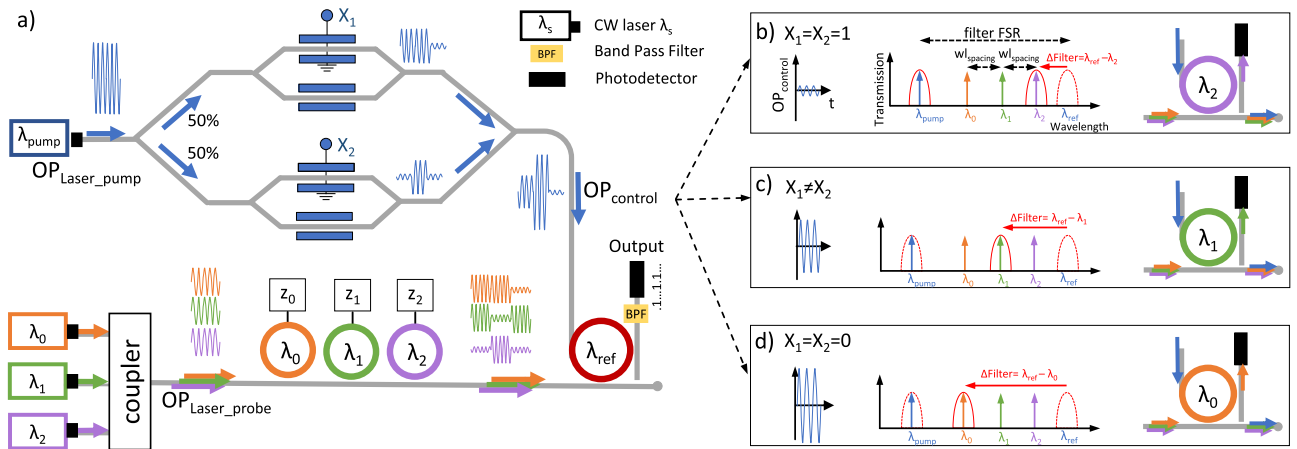 a)
X1
λs
CW laser λs
BPF
Band Pass Filter
Photodetector
50%
λpump
50%
OPLaser_pump
X2
OPcontrol
Output
z0
z1
z2
BPF
.1...1.1...
λ0
λ1
λ2
coupler
λ0
λ1
λ2
λref
OPLaser_probe
b)
X1=X2=1
filter FSR
OPcontrol
t
Transmission
wlspacing
wlspacing
ΔFilter=λref−λ2
λpump
λ0
λ1
λ2
λref
Wavelength
λ2
c)
X1≠X2
ΔFilter= λref − λ1
λpump
λ0
λ1
λ2
λref
λ1
d)
X1=X2=0
ΔFilter= λref − λ0
λpump
λ0
λ1
λ2
λref
λ0